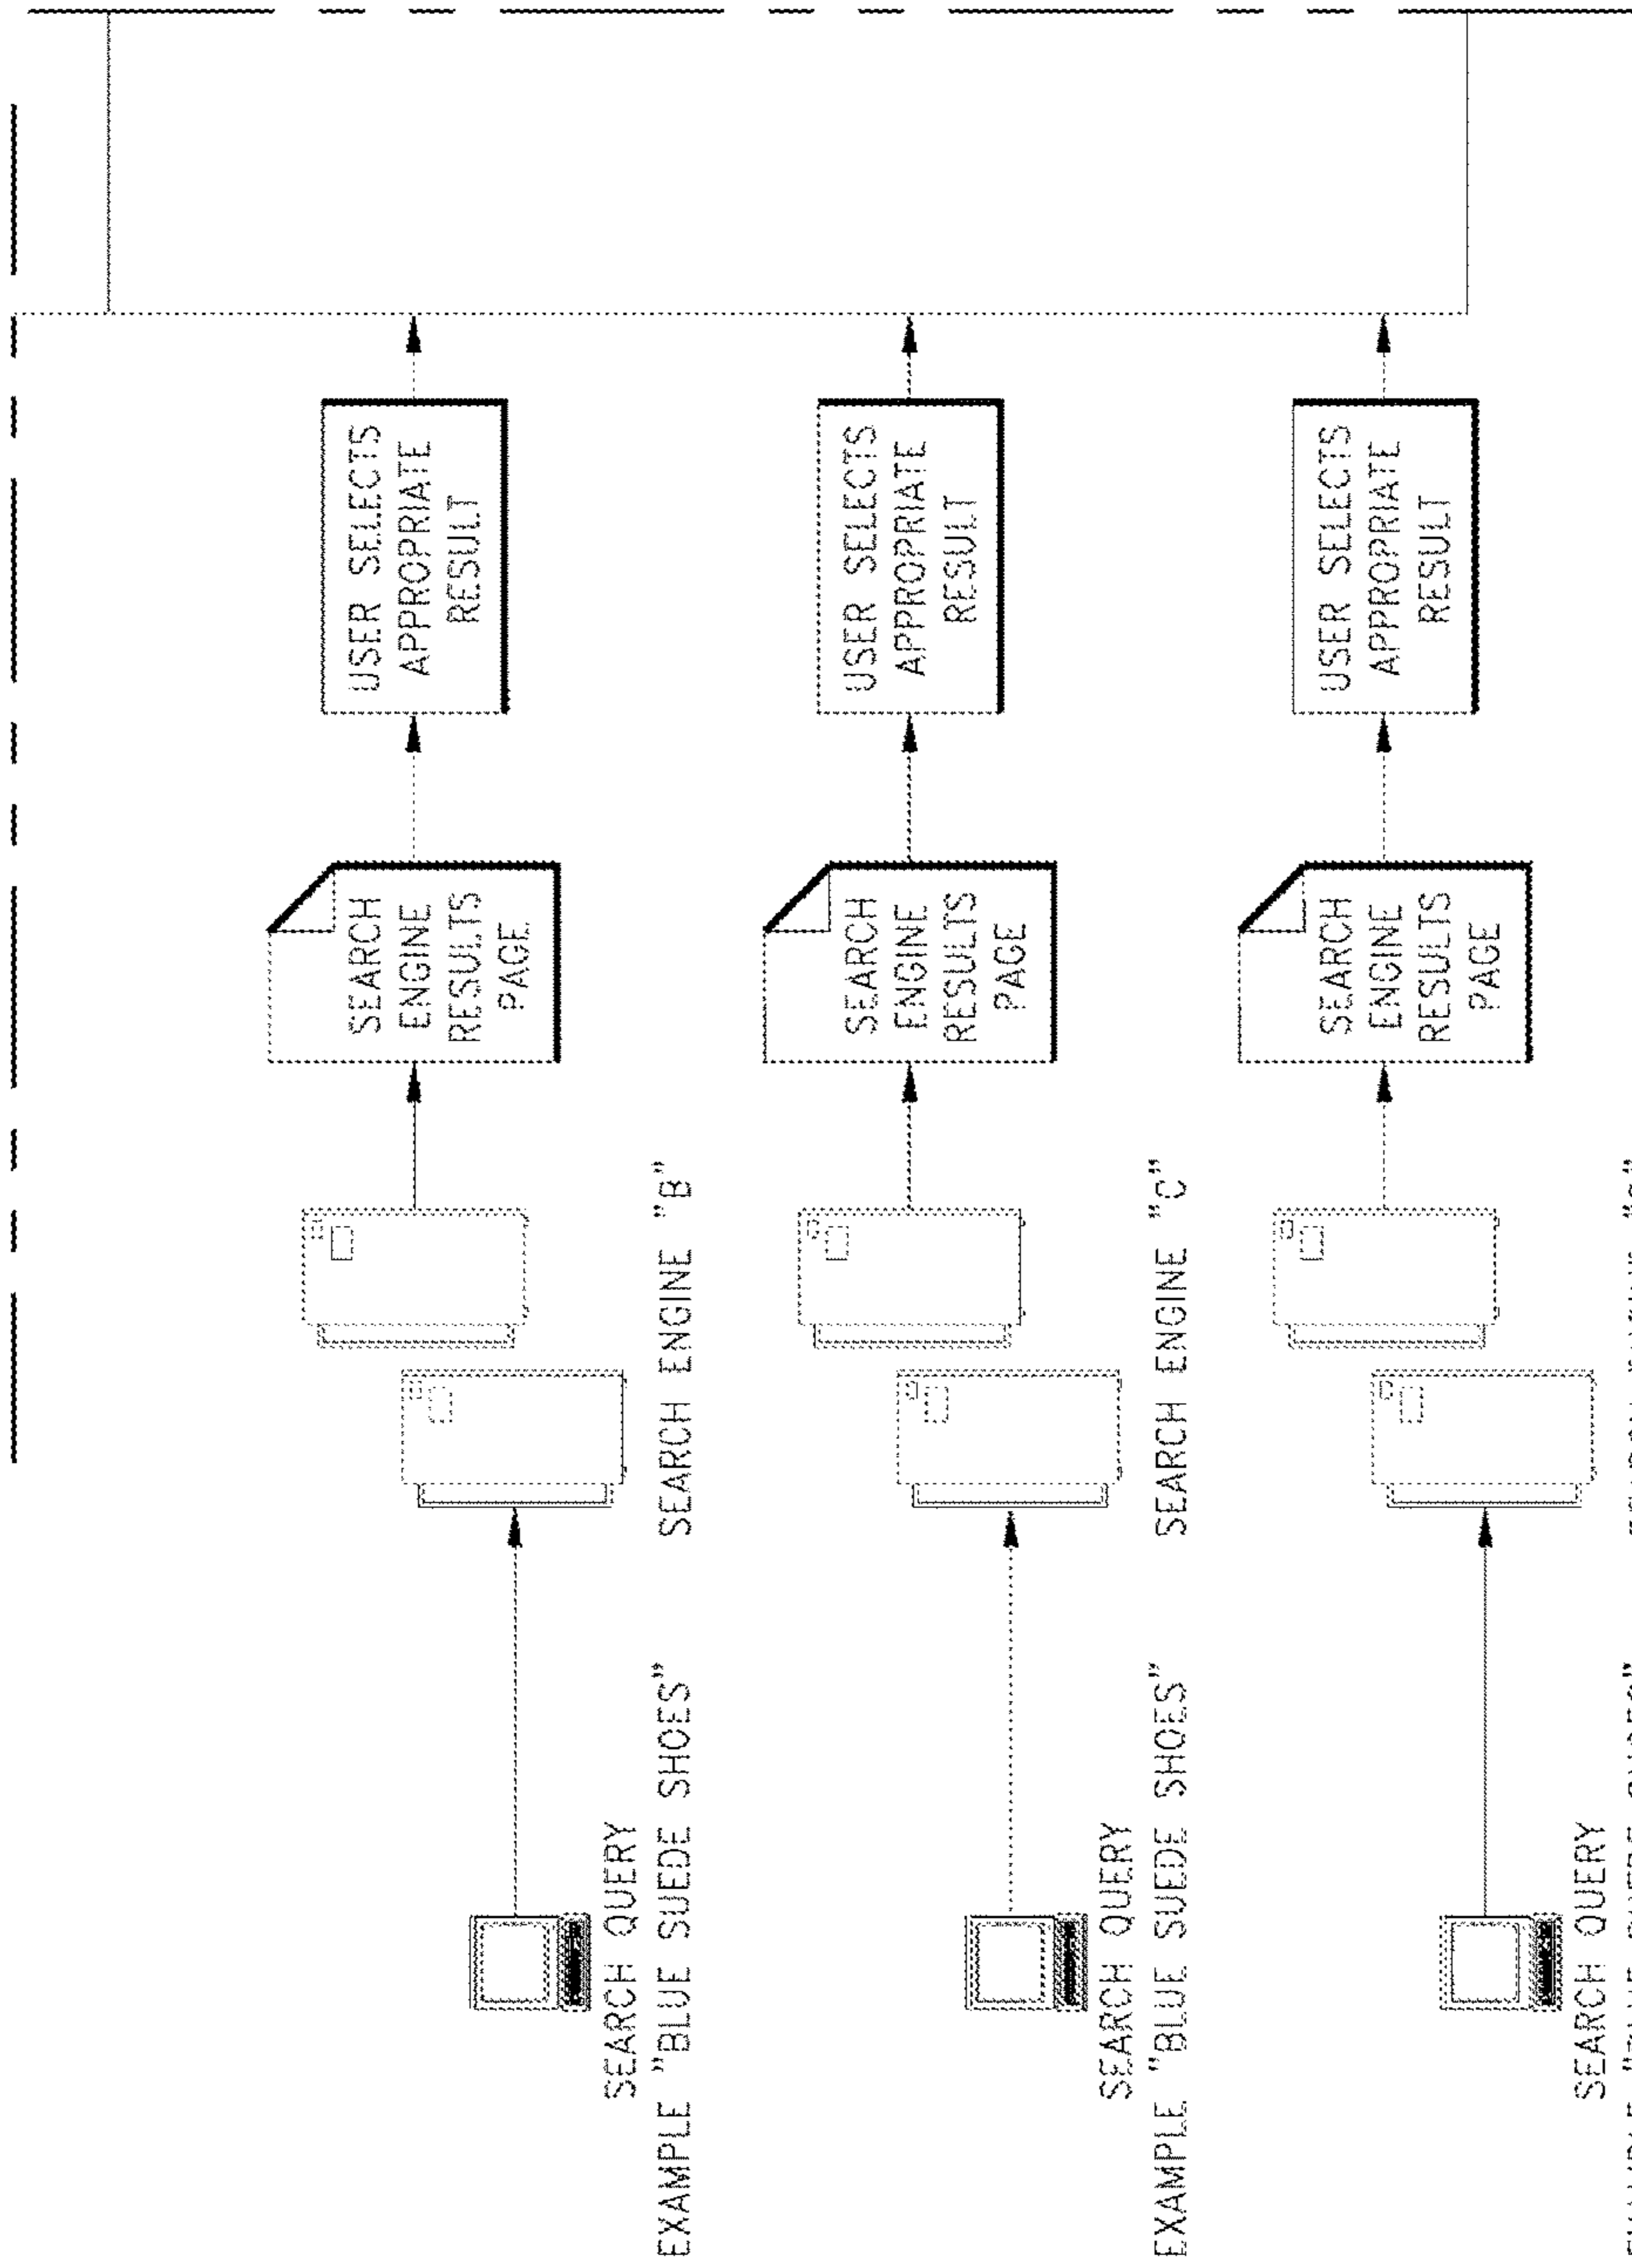 SEARCH QUERY
EXAMPLE "BLUE SUEDE SHOES"
SEARCH ENGINE "B"
SEARCH
ENGINE
RESULTS
PAGE
USER SELECTS
APPROPRIATE
RESULT
SEARCH QUERY
EXAMPLE "BLUE SUEDE SHOES"
SEARCH ENGINE "C"
SEARCH
ENGINE
RESULTS
PAGE
USER SELECTS
APPROPRIATE
RESULT
SEARCH QUERY
SEARCH
ENGINE
RESULTS
PAGE
USER SELECTS
APPROPRIATE
RESULT